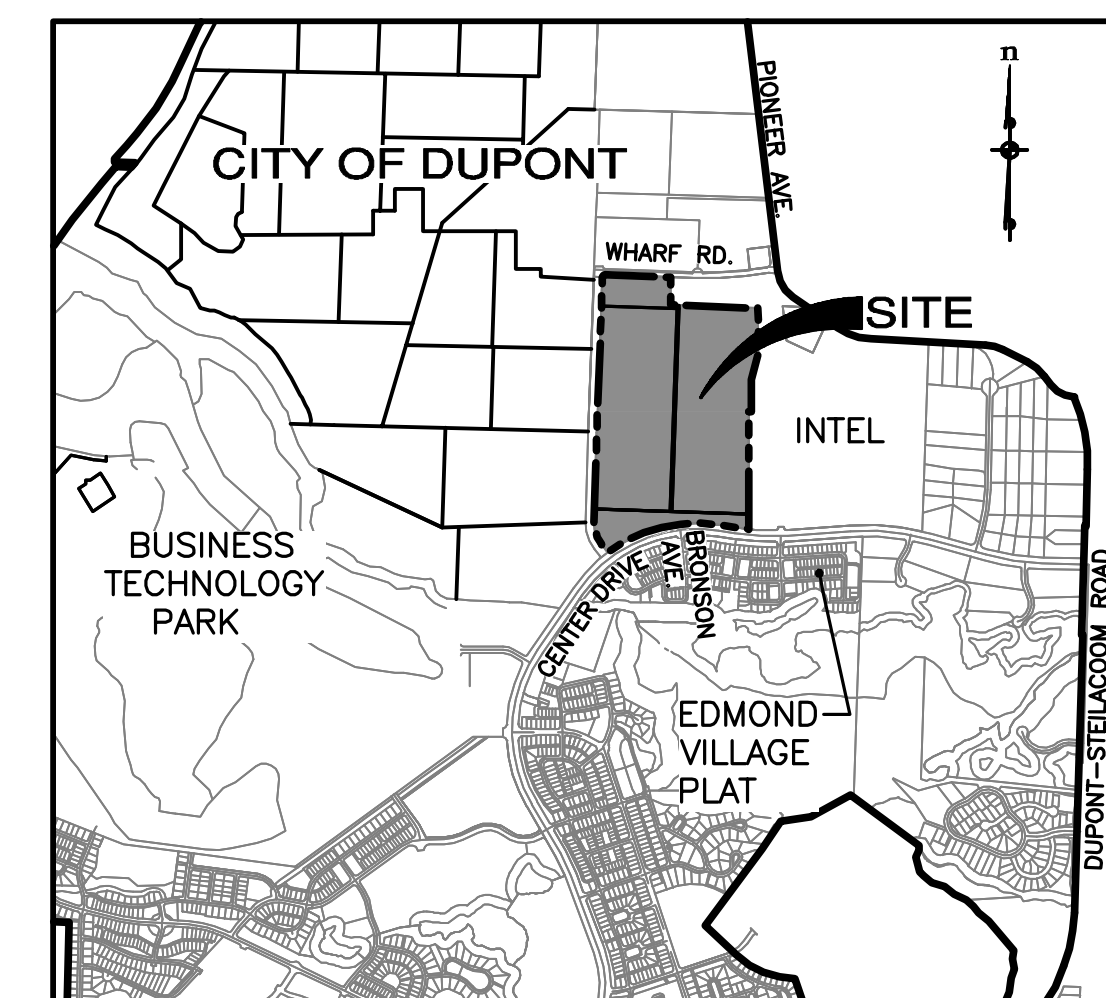 n
PIONEER AVE.
CITY OF DUPONT
WHARF RD.
SITE
INTEL
BUSINESS
TECHNOLOGY
PARK
CENTER DRIVE
BRONSON
AVE.
EDMOND
VILLAGE
PLAT
DUPONT-STEILACOOM ROAD